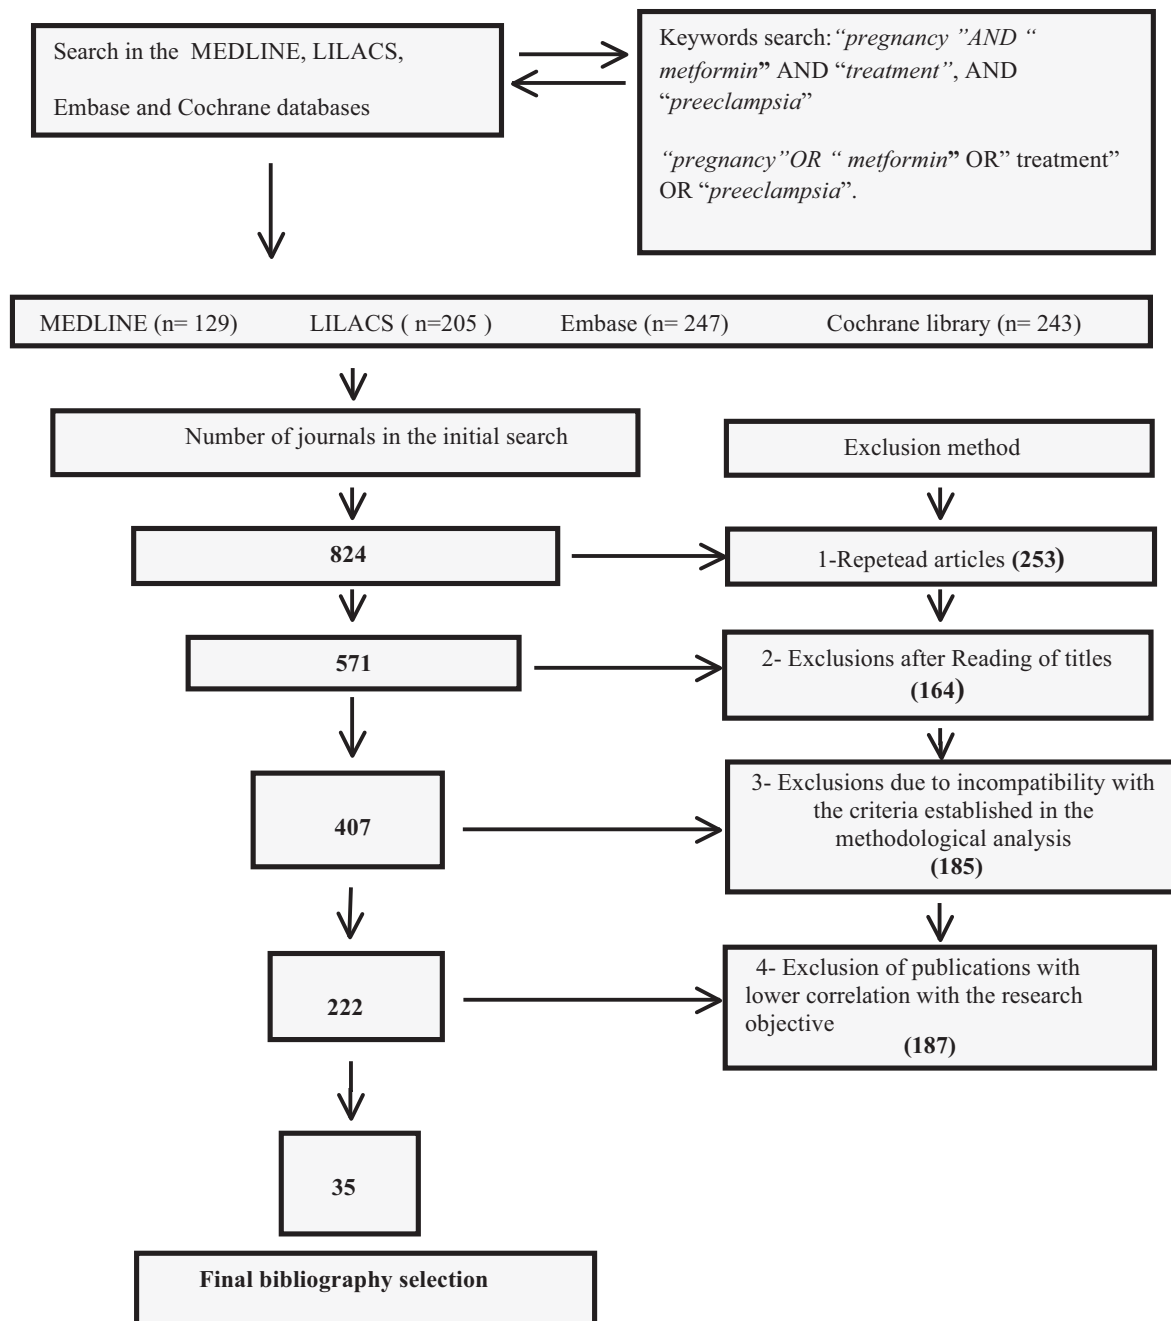 Search in the MEDLINE, LILACS,
Embase and Cochrane databases
Keywords search: “pregnancy ”AND “
metformin” AND “treatment”, AND
“preeclampsia”
“pregnancy”OR “ metformin” OR” treatment”
OR “preeclampsia”.
MEDLINE (n= 129) LILACS ( n=205 ) Embase (n= 247) Cochrane library (n= 243)
Number of journals in the initial search
Exclusion method
824
1-Repetead articles (253)
571
2- Exclusions after Reading of titles
(164)
407
3- Exclusions due to incompatibility with
the criteria established in the
methodological analysis
(185)
222
4- Exclusion of publications with
lower correlation with the research
objective
(187)
35
Final bibliography selection